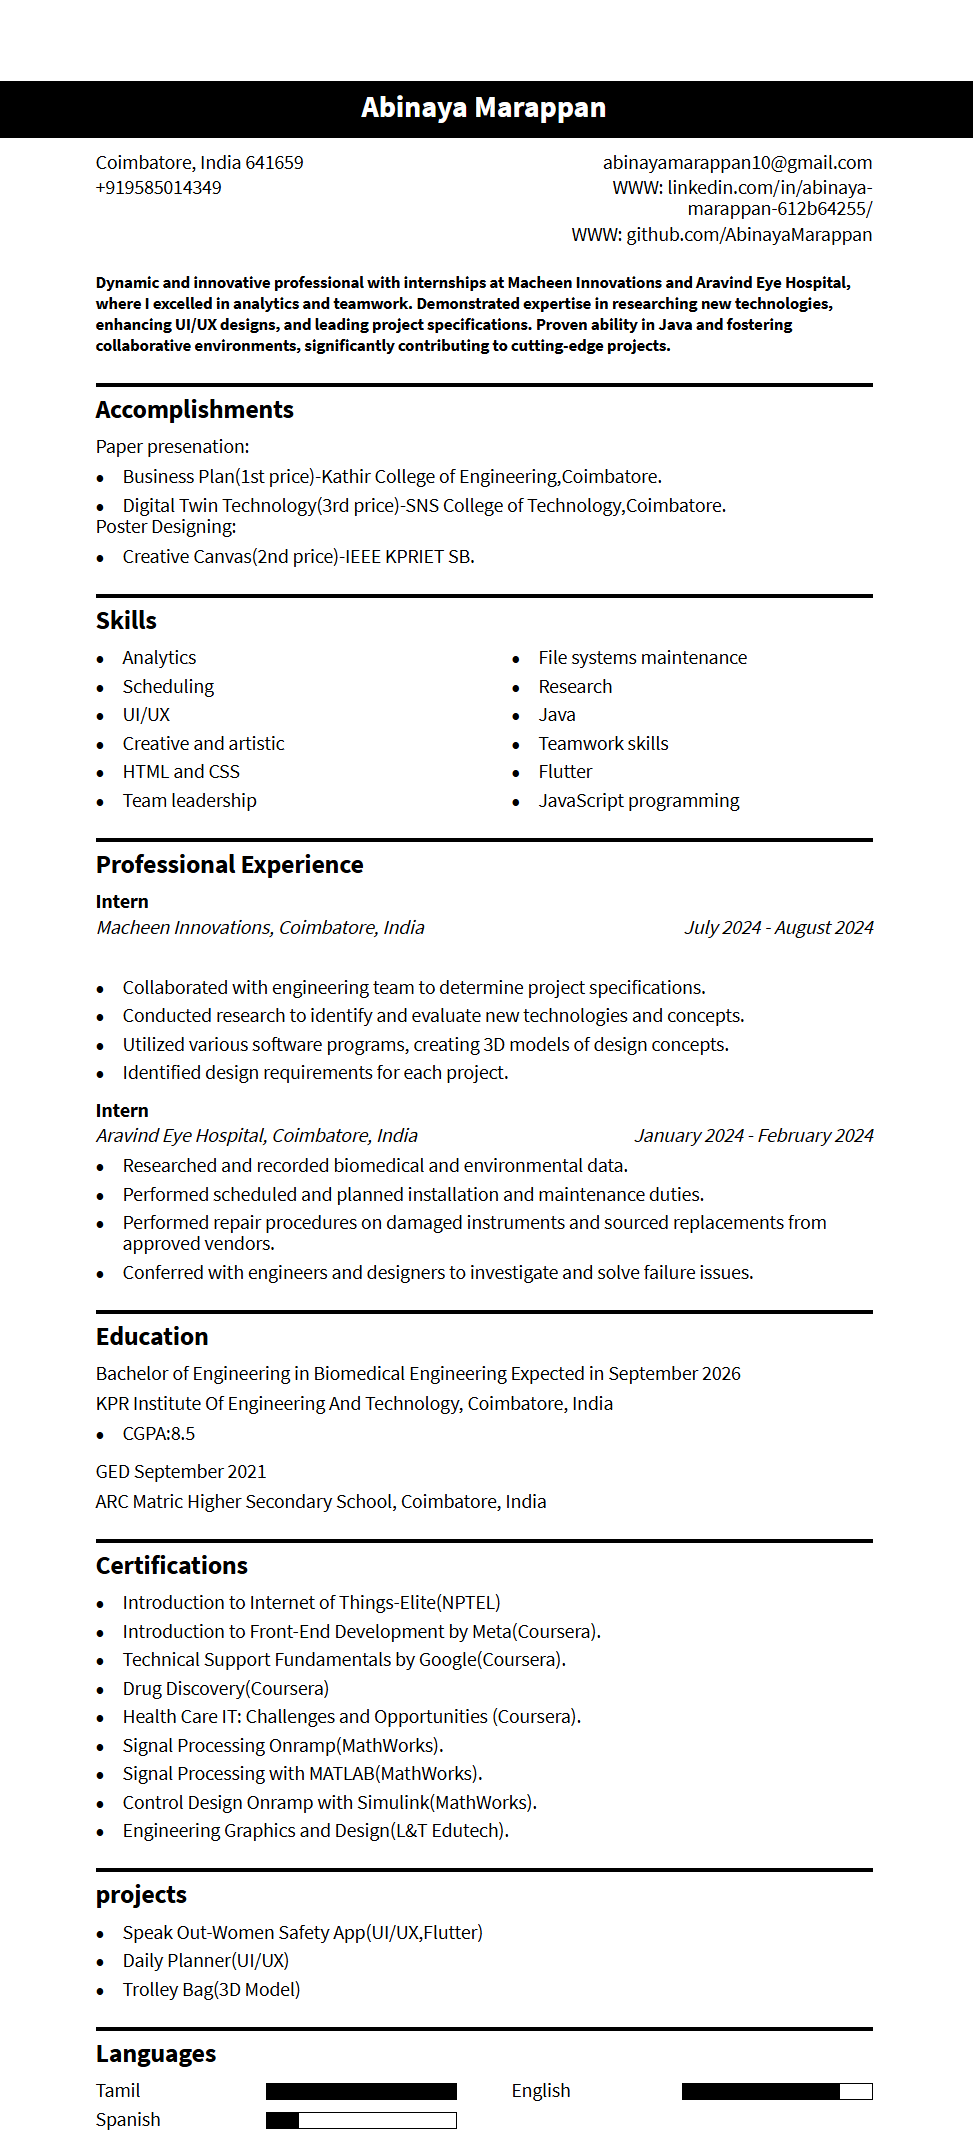 Abinaya Marappan
Coimbatore, India 641659
+919585014349
abinayamarappan10@gmail.com
WWW: linkedin.com/in/abinaya-
marappan-612b64255/
WWW: github.com/AbinayaMarappan
Dynamic and innovative professional with internships at Macheen Innovations and Aravind Eye Hospital,
where I excelled in analytics and teamwork. Demonstrated expertise in researching new technologies,
enhancing UI/UX designs, and leading project specifications. Proven ability in Java and fostering
collaborative environments, significantly contributing to cutting-edge projects.
Accomplishments
Paper presenation:
• Business Plan(1st price)-Kathir College of Engineering,Coimbatore.
• Digital Twin Technology(3rd price)-SNS College of Technology,Coimbatore.
Poster Designing:
• Creative Canvas(2nd price)-IEEE KPRIET SB.
Skills
• Analytics
• Scheduling
• UI/UX
• Creative and artistic
• HTML and CSS
• Team leadership
• File systems maintenance
• Research
• Java
• Teamwork skills
• Flutter
• JavaScript programming
Professional Experience
Intern
Macheen Innovations, Coimbatore, India July 2024 - August 2024
• Collaborated with engineering team to determine project specifications.
• Conducted research to identify and evaluate new technologies and concepts.
• Utilized various software programs, creating 3D models of design concepts.
• Identified design requirements for each project.
Intern
Aravind Eye Hospital, Coimbatore, India January 2024 - February 2024
• Researched and recorded biomedical and environmental data.
• Performed scheduled and planned installation and maintenance duties.
• Performed repair procedures on damaged instruments and sourced replacements from
approved vendors.
• Conferred with engineers and designers to investigate and solve failure issues.
Education
Bachelor of Engineering in Biomedical Engineering Expected in September 2026
KPR Institute Of Engineering And Technology, Coimbatore, India
• CGPA:8.5
GED September 2021
ARC Matric Higher Secondary School, Coimbatore, India
Certifications
• Introduction to Internet of Things-Elite(NPTEL)
• Introduction to Front-End Development by Meta(Coursera).
• Technical Support Fundamentals by Google(Coursera).
• Drug Discovery(Coursera)
• Health Care IT: Challenges and Opportunities (Coursera).
• Signal Processing Onramp(MathWorks).
• Signal Processing with MATLAB(MathWorks).
• Control Design Onramp with Simulink(MathWorks).
• Engineering Graphics and Design(L&T Edutech).
projects
• Speak Out-Women Safety App(UI/UX,Flutter)
• Daily Planner(UI/UX)
• Trolley Bag(3D Model)
Languages
Tamil English
Spanish